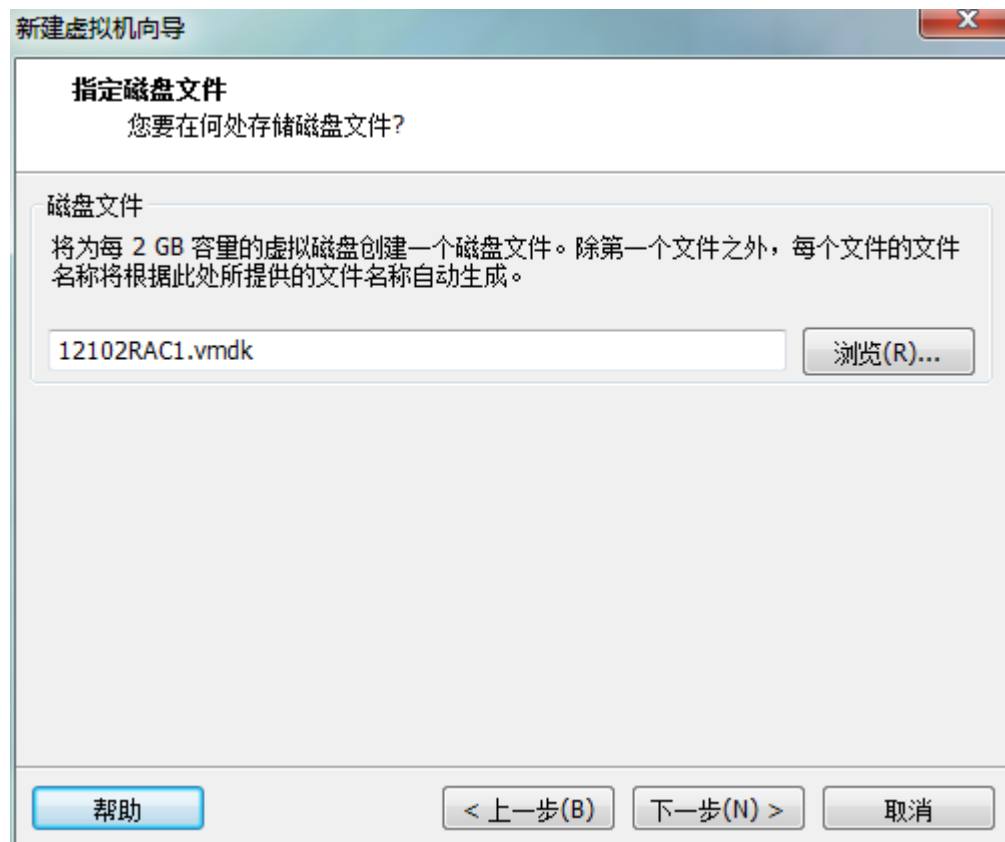 新建虚拟机向导
指定磁盘文件
您要在何处存储磁盘文件?
磁盘文件
将为每 2 GB 容量的虚拟磁盘创建一个磁盘文件。除第一个文件之外，每个文件的文件
名称将根据此处所提供的文件名称自动生成。
12102RAC1.vmdk 浏览(R)...
帮助 < 上一步(B) 下一步(N) > 取消